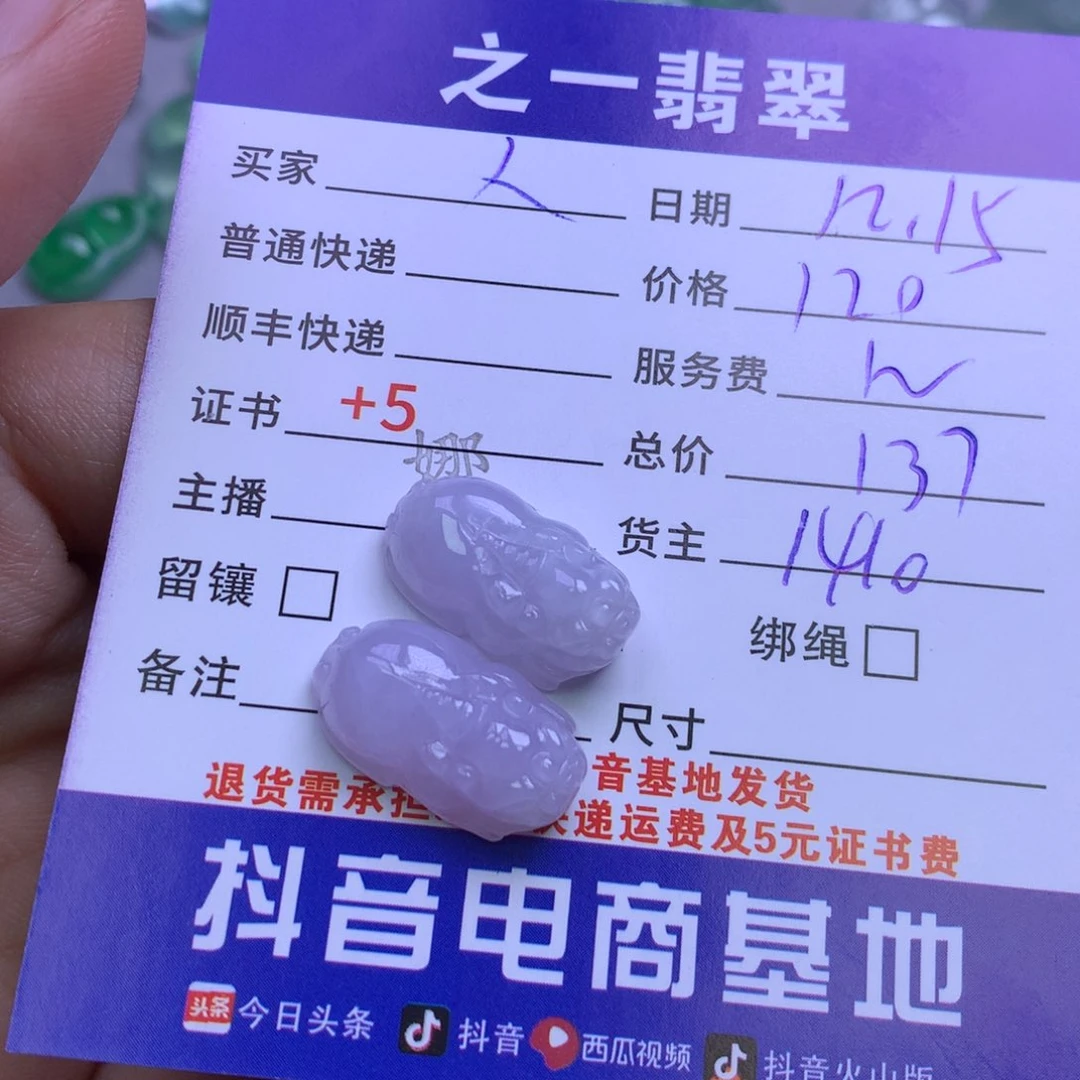 之一翡翠
买家 日期 12.15
普通快递 价格 120
顺丰快递 服务费
证书 +5 总价 137
娜
主播 货主 1410
留镶 绑绳
备注 尺寸
退货需承担 音基地发货
快递运费及5元证书费
抖音电商基地
头条 今日头条 抖音 西瓜视频 抖音火山版